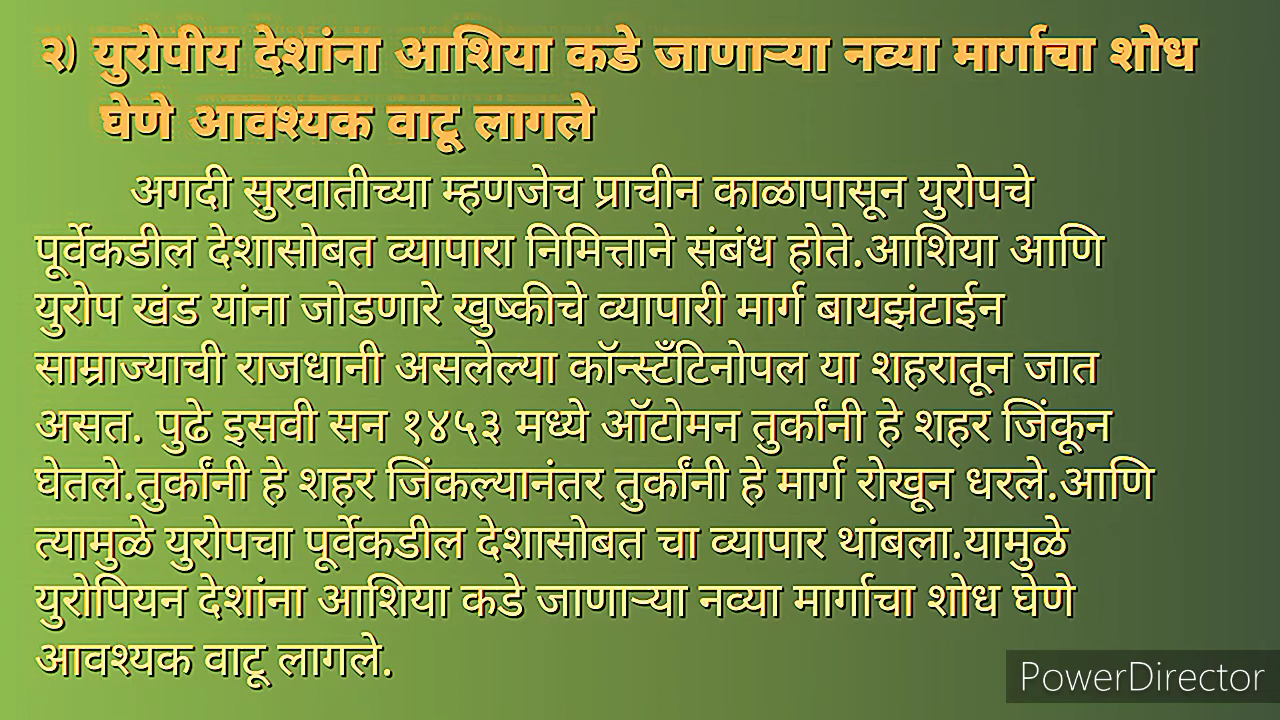 २) युरोपीय देशांना आशिया कडे जाणाऱ्या नव्या मार्गाचा शोध
घेणे आवश्यक वाटू लागले
अगदी सुरवातीच्या म्हणजेच प्राचीन काळापासून युरोपचे
पूर्वेकडील देशासोबत व्यापारा निमित्ताने संबंध होते.आशिया आणि
युरोप खंड यांना जोडणारे खुष्कीचे व्यापारी मार्ग बायझंटाईन
साम्राज्याची राजधानी असलेल्या कॉन्स्टँटिनोपल या शहरातून जात
असत. पुढे इसवी सन १४५३ मध्ये ऑटोमन तुर्कांनी हे शहर जिंकून
घेतले.तुर्कांनी हे शहर जिंकल्यानंतर तुर्कांनी हे मार्ग रोखून धरले.आणि
त्यामुळे युरोपचा पूर्वेकडील देशासोबत चा व्यापार थांबला.यामुळे
युरोपियन देशांना आशिया कडे जाणाऱ्या नव्या मार्गाचा शोध घेणे
आवश्यक वाटू लागले.
PowerDirector